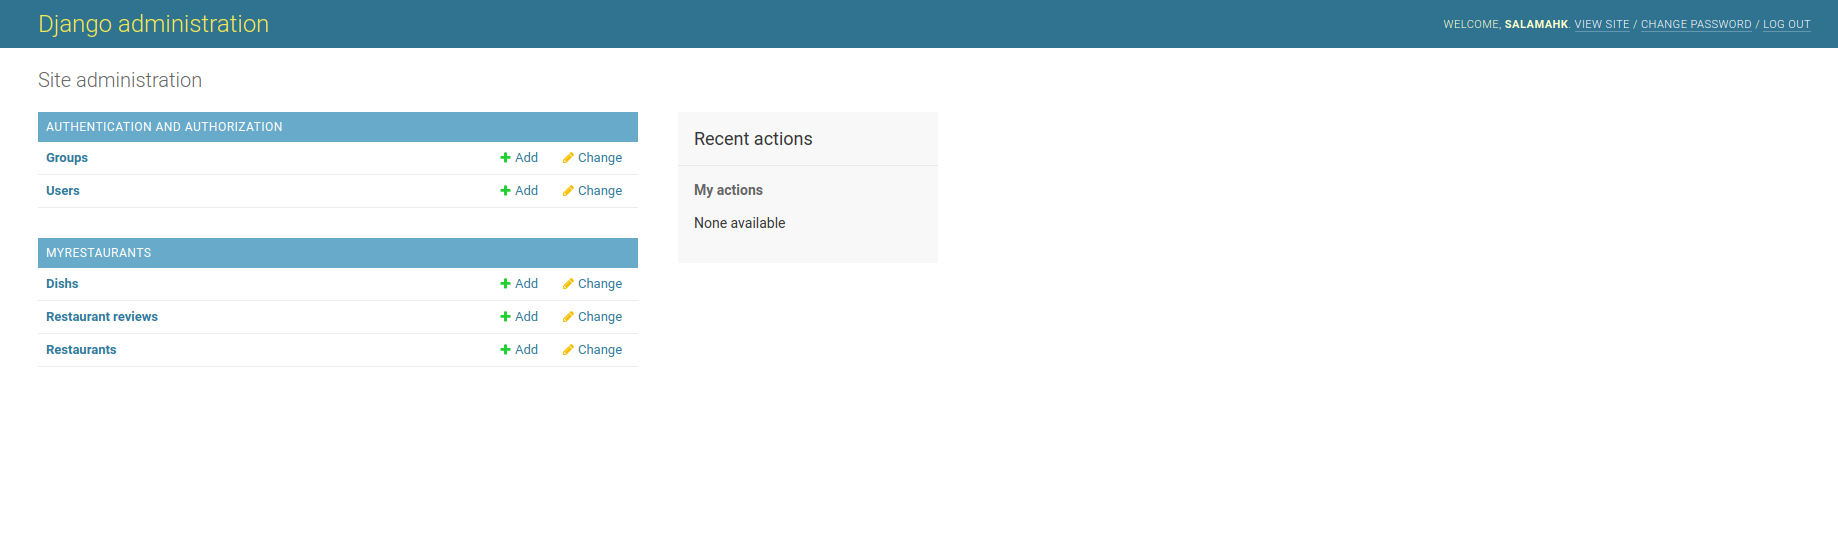 Django administration
WELCOME, SALAMAHK. VIEW SITE / CHANGE PASSWORD / LOG OUT
Site administration
AUTHENTICATION AND AUTHORIZATION
Groups Add Change
Users Add Change
MYRESTAURANTS
Dishs Add Change
Restaurant reviews Add Change
Restaurants Add Change
Recent actions
My actions
None available